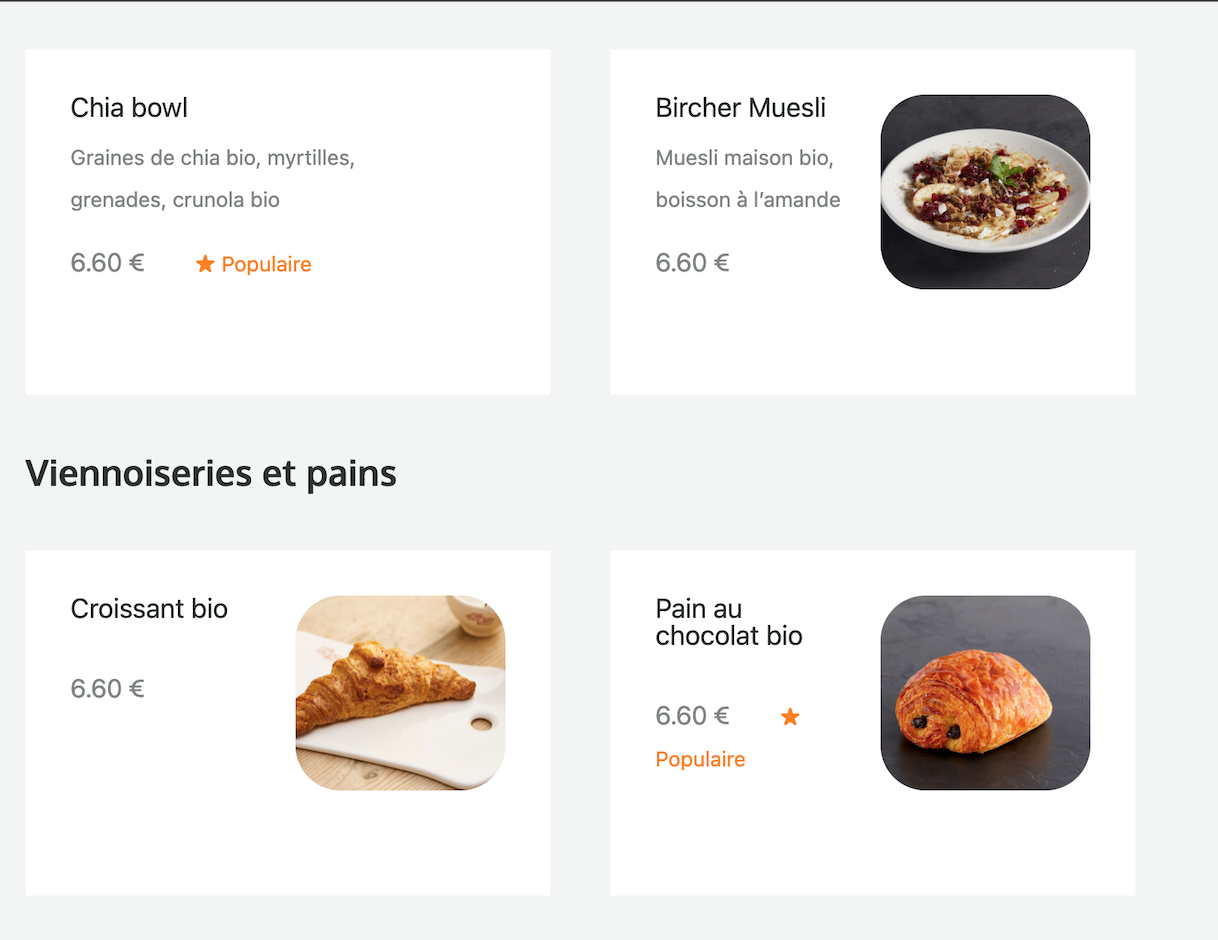 Chia bowl
Graines de chia bio, myrtilles,
grenades, crunola bio
6.60 € ★ Populaire
Bircher Muesli
Muesli maison bio,
boisson à l’amande
6.60 €
Viennoiseries et pains
Croissant bio
6.60 €
Pain au
chocolat bio
6.60 € ★
Populaire